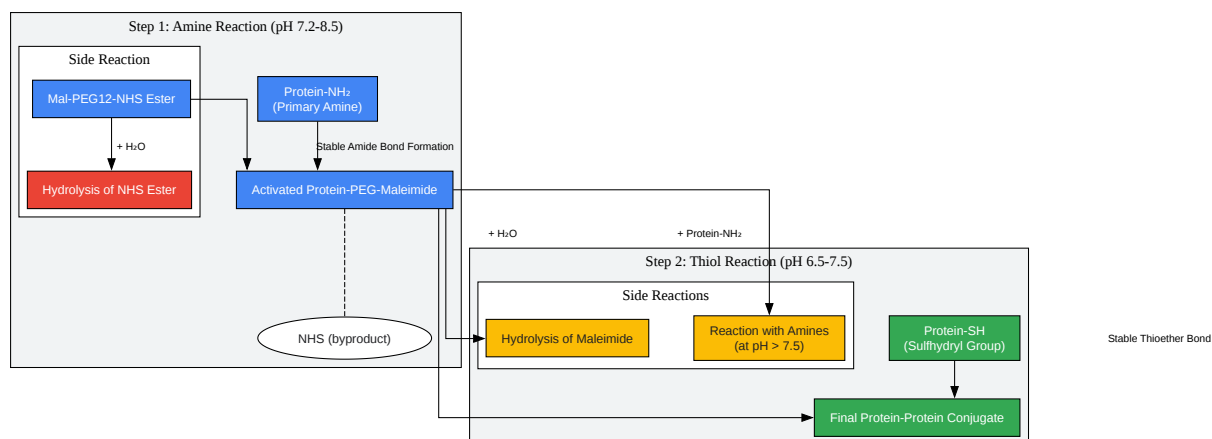 Step 1: Amine Reaction (pH 7.2-8.5)
Side Reaction
Mal-PEG12-NHS Ester
Protein-NH₂
(Primary Amine)
+ H₂O
Stable Amide Bond Formation
Hydrolysis of NHS Ester
Activated Protein-PEG-Maleimide
+ H₂O
+ Protein-NH₂
Step 2: Thiol Reaction (pH 6.5-7.5)
Side Reactions
NHS (byproduct)
Hydrolysis of Maleimide
Reaction with Amines
(at pH > 7.5)
Protein-SH
(Sulfhydryl Group)
Stable Thioether Bond
Final Protein-Protein Conjugate